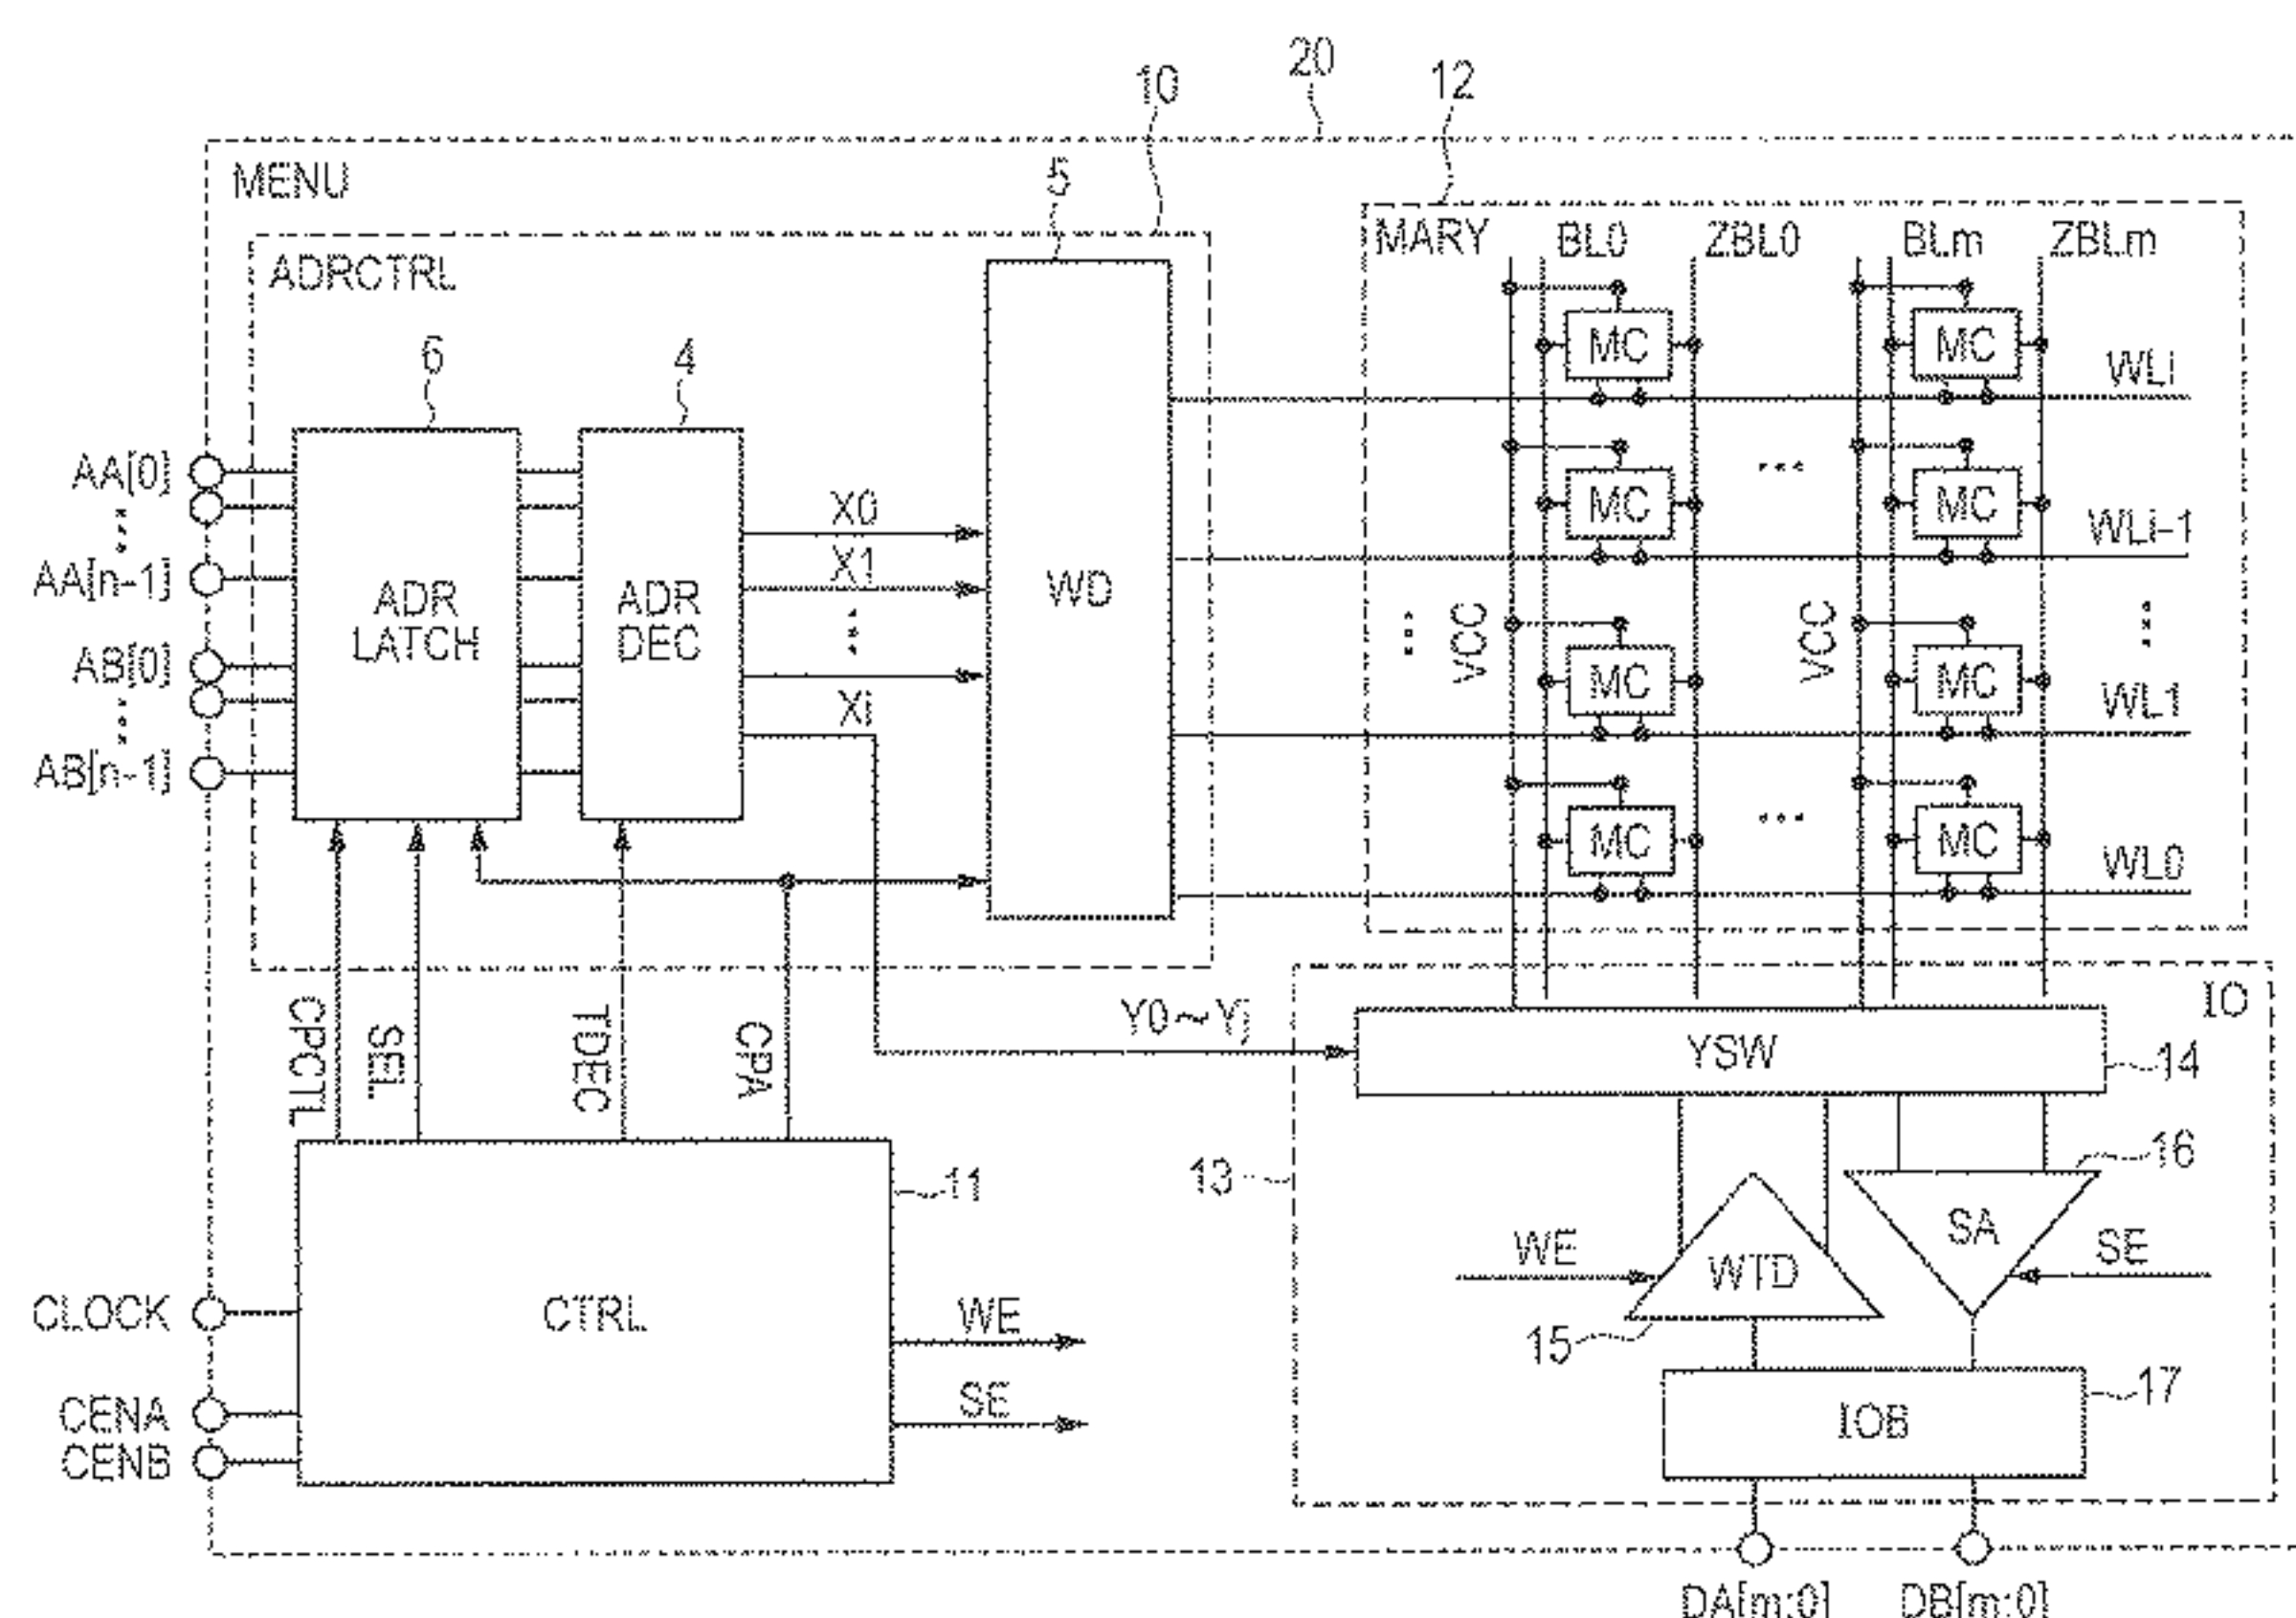 20
10
12
MENU
5
ADRCTRL
MARY BL0 ZBL0 BLm ZBLm
6
4
MC MC
WLi
AA[0]
...
AA[n-1]
AB[0]
...
AB[n-1]
ADR
LATCH
ADR
DEC
X0
X1
...
Xi
WD
MC ... MC
WLi-1
...
VCC
VCC
...
MC MC
WL1
MC ... MC
WL0
CPCTL
SEL
TDEC
CPA
Y0~Yj
IO
YSW
14
11
13
16
CLOCK
CENA
CENB
CTRL
WE
SE
WE
WTD
SA
SE
15
17
IOB
DA[m:0] DB[m:0]